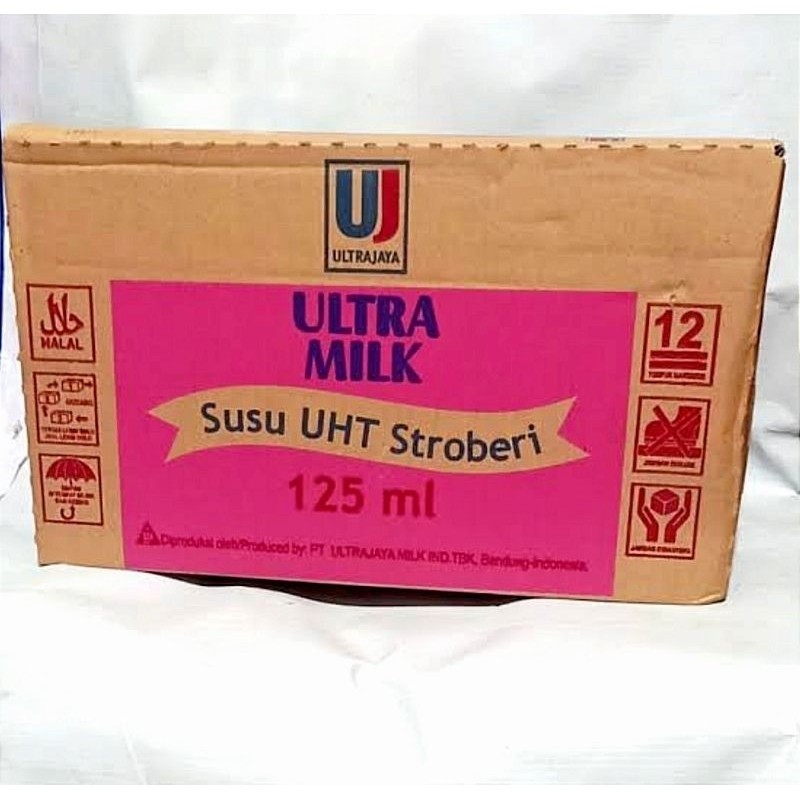 UJ
ULTRAJAYA
ULTRA
MILK
Susu UHT Stroberi
125 ml
Diproduksi oleh/Produced by: PT ULTRAJAYA MILK IND.TBK, Bandung-Indonesia
حلال
HALAL
12